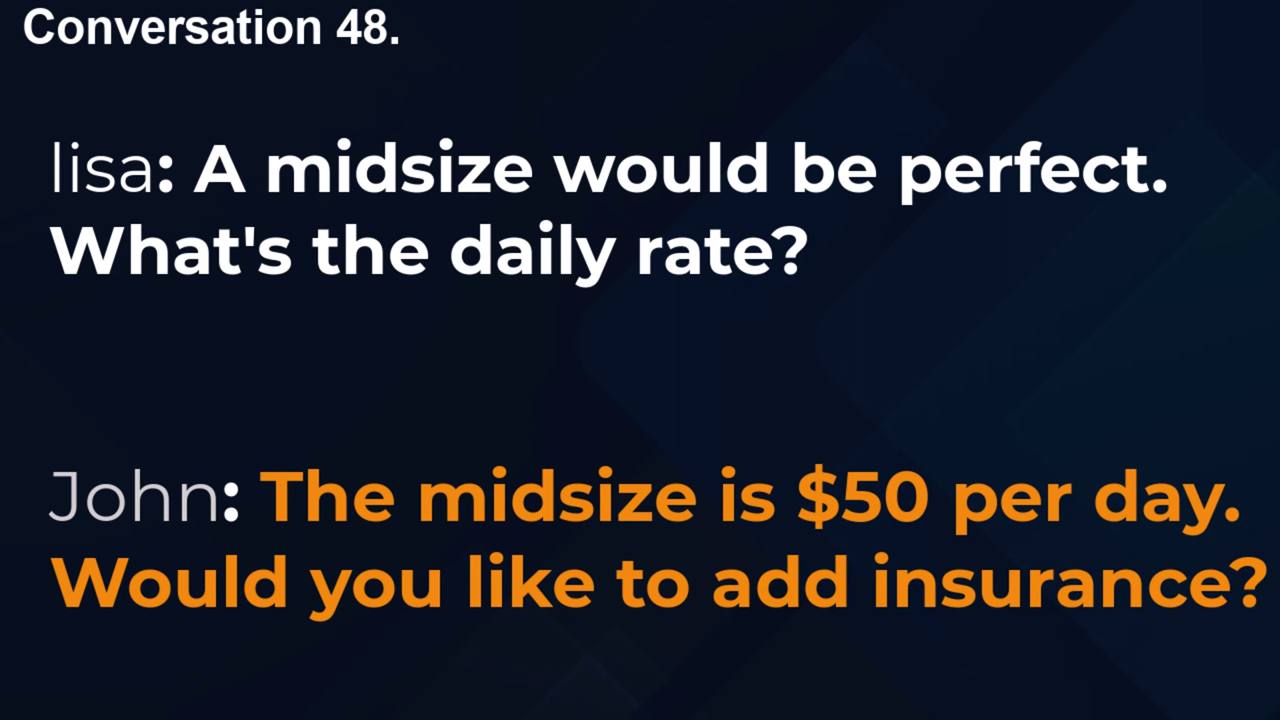 Conversation 48.
lisa: A midsize would be perfect.
What's the daily rate?
John: The midsize is $50 per day.
Would you like to add insurance?